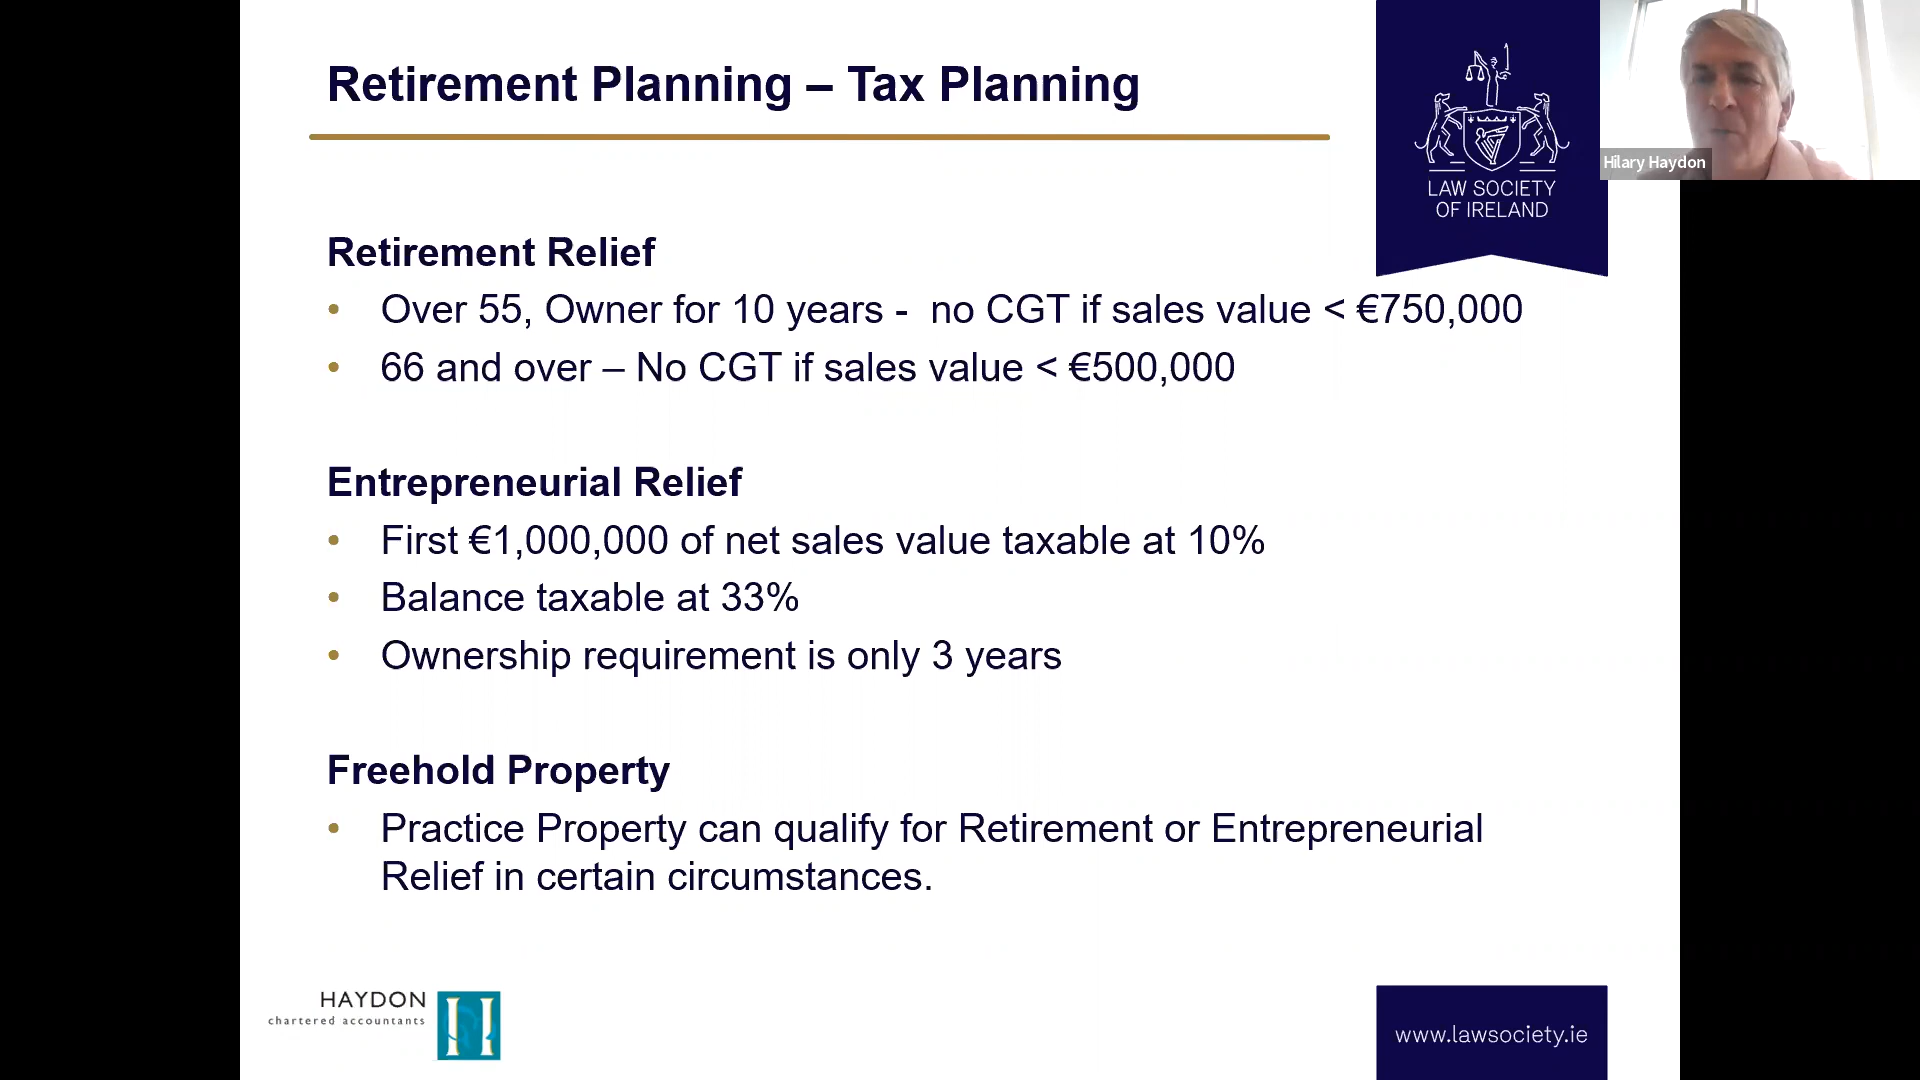 Retirement Planning – Tax Planning
LAW SOCIETY
OF IRELAND
Hilary Haydon
Retirement Relief
• Over 55, Owner for 10 years -  no CGT if sales value < €750,000
• 66 and over – No CGT if sales value < €500,000
Entrepreneurial Relief
• First €1,000,000 of net sales value taxable at 10%
• Balance taxable at 33%
• Ownership requirement is only 3 years
Freehold Property
• Practice Property can qualify for Retirement or Entrepreneurial
Relief in certain circumstances.
HAYDON
chartered accountants
H
www.lawsociety.ie